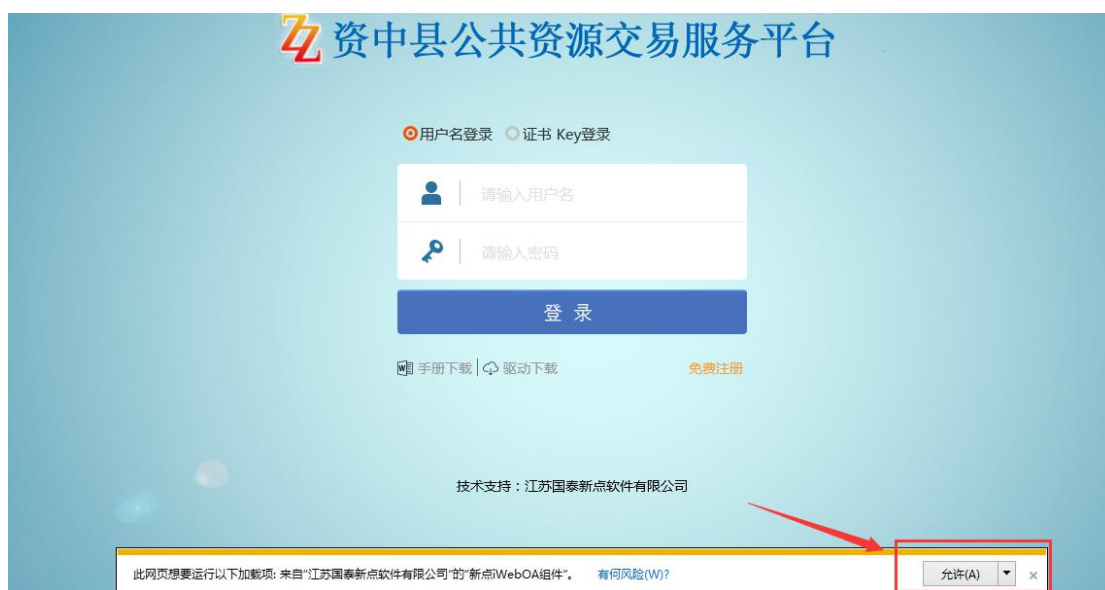 资中县公共资源交易服务平台
用户名登录 证书 Key登录
请输入用户名
请输入密码
登 录
手册下载 驱动下载 免费注册
技术支持：江苏国泰新点软件有限公司
此网页想要运行以下加载项: 来自“江苏国泰新点软件有限公司”的“新点iWebOA组件”。 有何风险(W)? 允许(A) ×